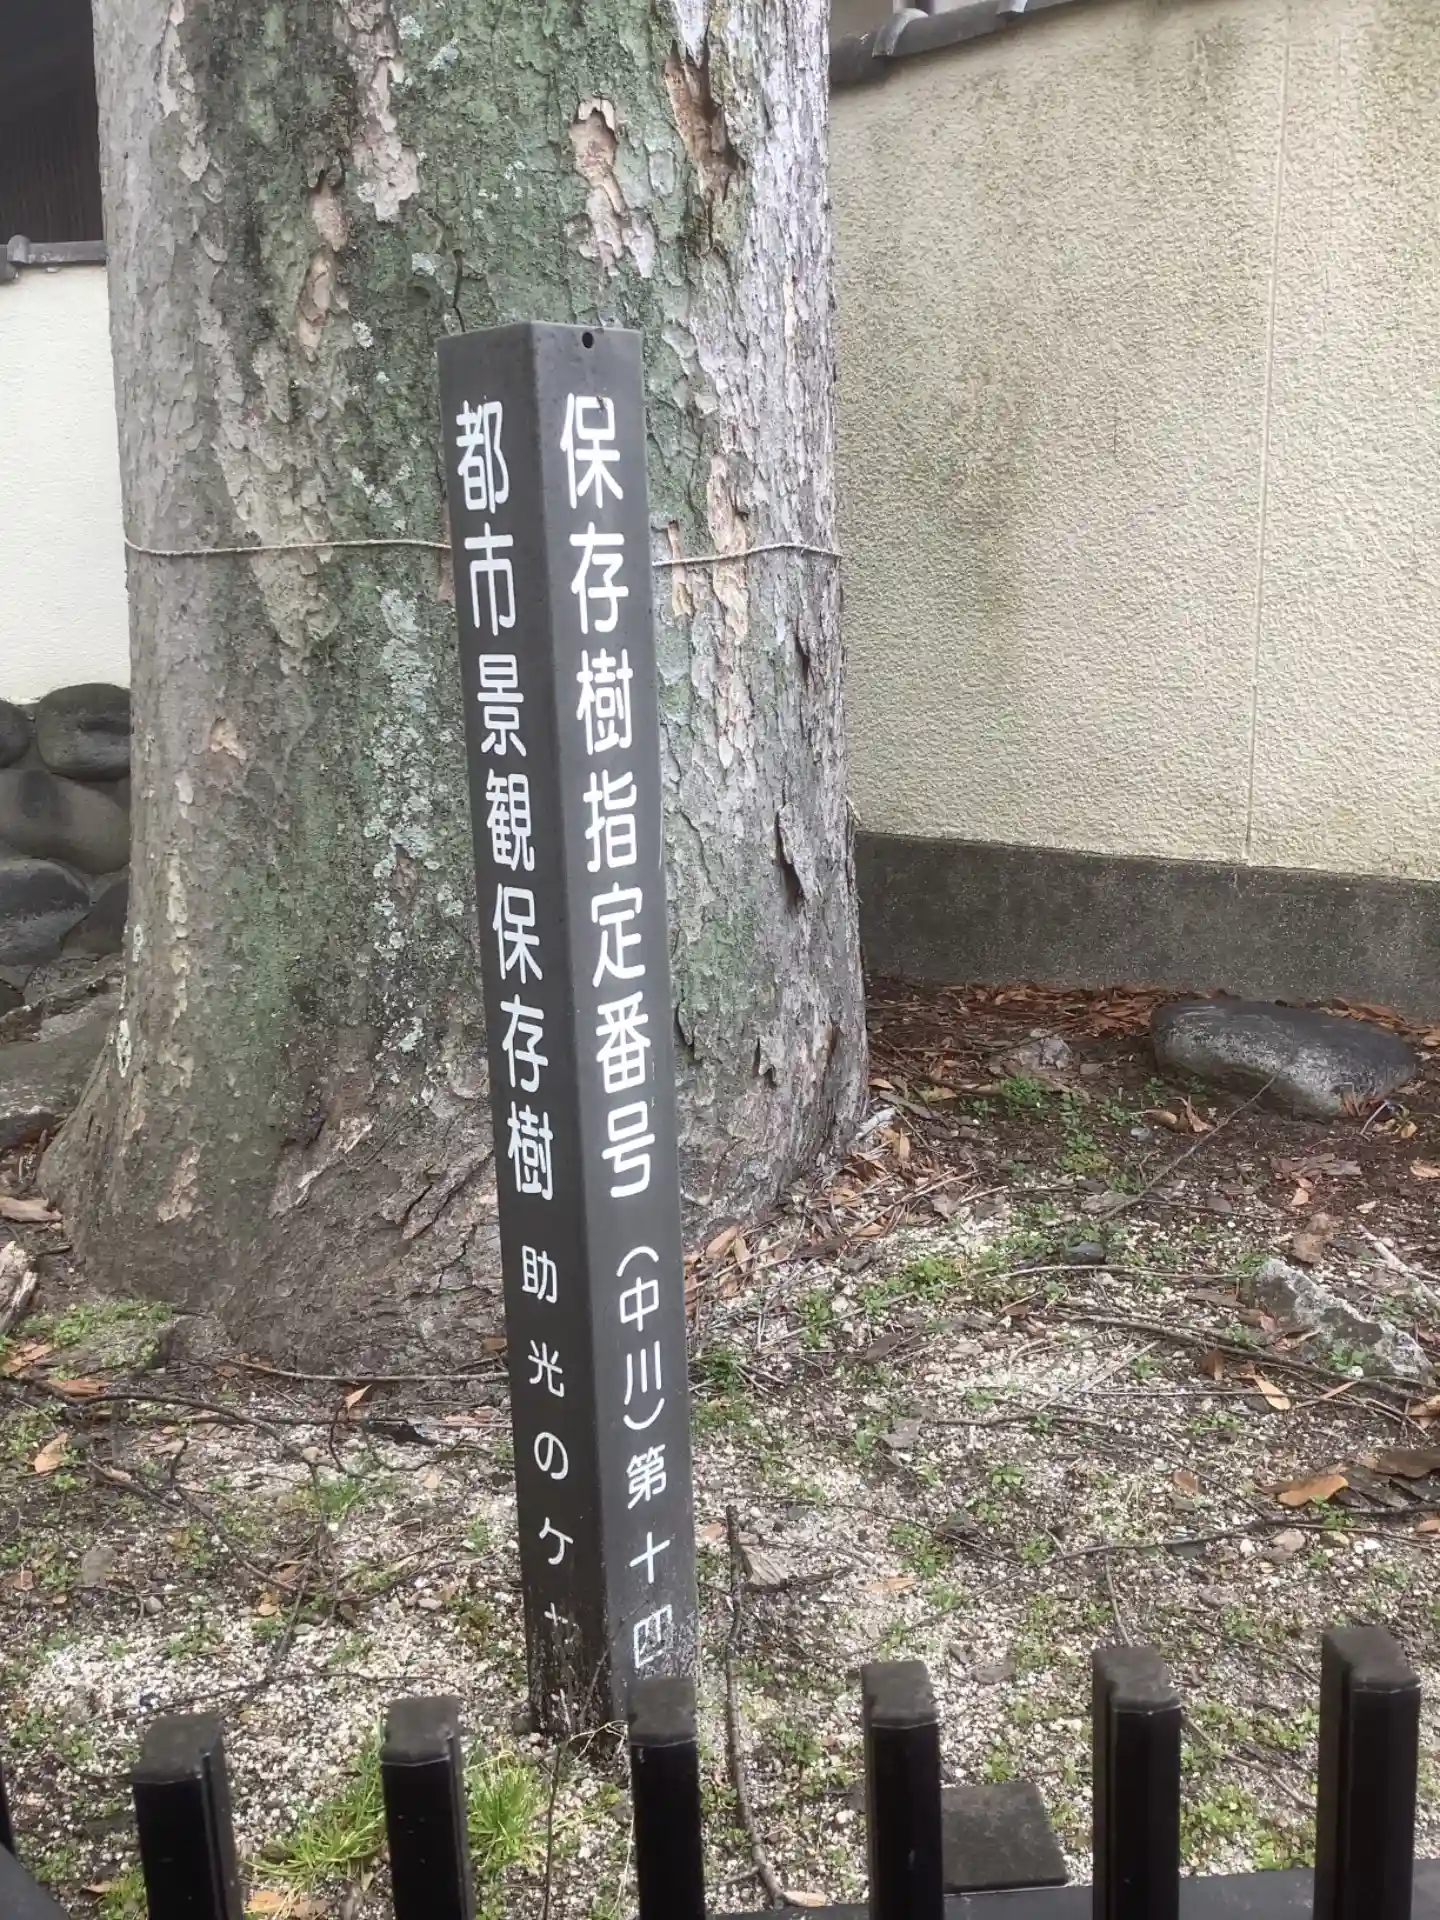 保存樹指定番号(中川)第十四
都市景観保存樹 助光のケヤ